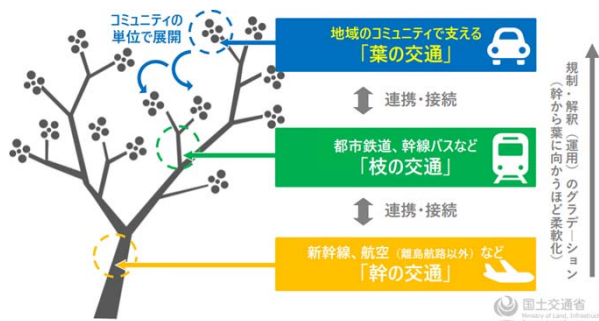 コミュニティの
単位で展開
地域のコミュニティで支える
「葉の交通」
連携・接続
都市鉄道、幹線バスなど
「枝の交通」
連携・接続
新幹線、航空（離島航路以外）など
「幹の交通」
規制・解釈（運用）のグラデーション
（幹から葉に向かうほど柔軟化）
国土交通省
Ministry of Land, Infrastruct